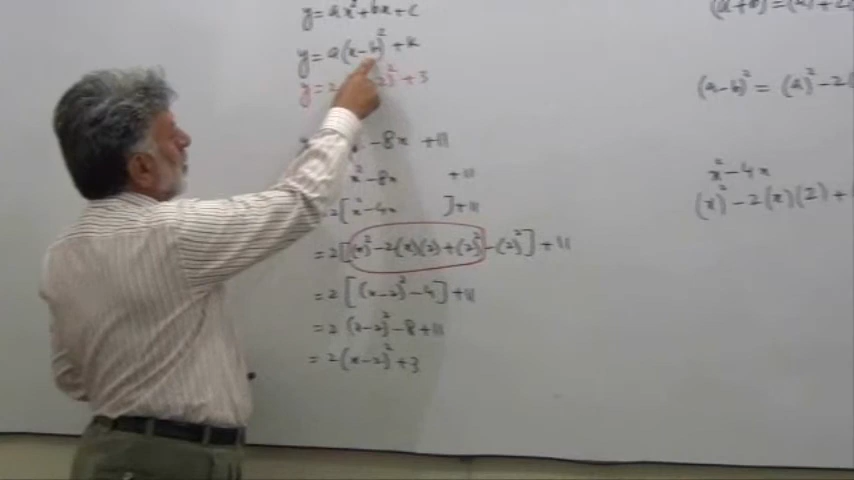 y = ax² + bx + c
y = a(x-h)² + k
y = 2 2)² + 3
-8x +11
x² - 8x +11
2[x² - 4x ] + 11
= 2[(x)² - 2(x)(2) + (2)² - (2)²] + 11
= 2[(x-2)² - 4] + 11
= 2(x-2)² - 8 + 11
= 2(x-2)² + 3
(a+b) = (a) + 2
(a-b)² = (a)² - 2(
x² - 4x
(x)² - 2(x)(2) +